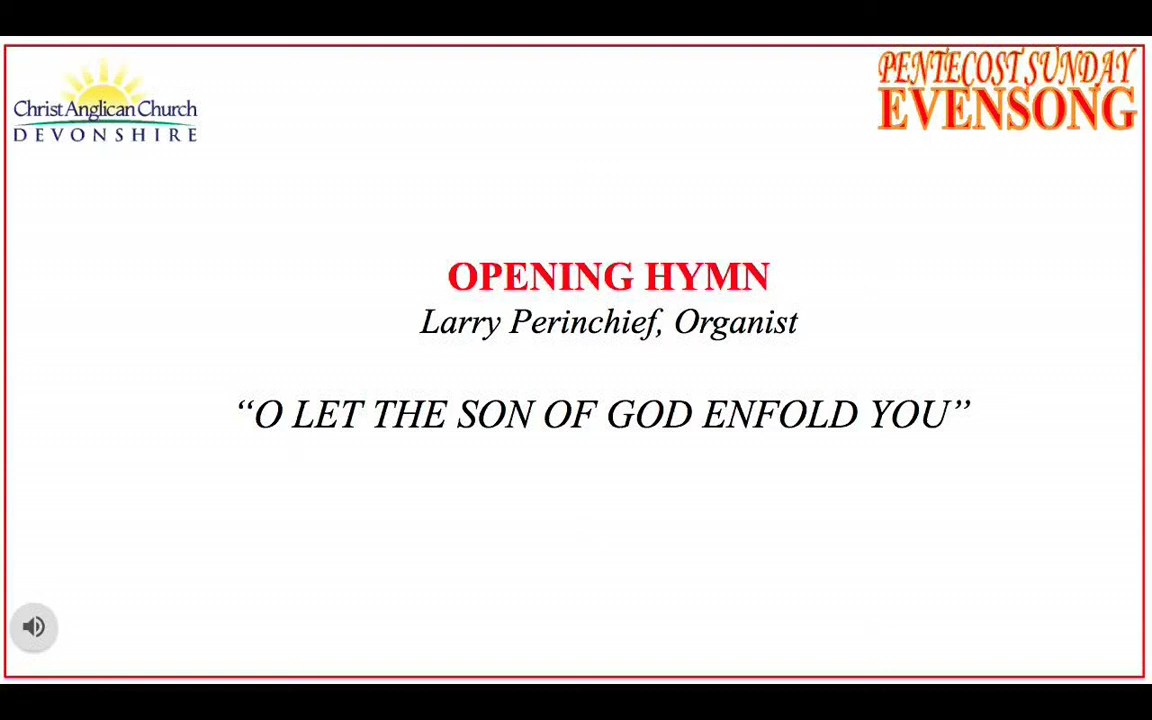 Christ Anglican Church
DEVONSHIRE
PENTECOST SUNDAY
EVENSONG
OPENING HYMN
Larry Perinchief, Organist
“O LET THE SON OF GOD ENFOLD YOU”